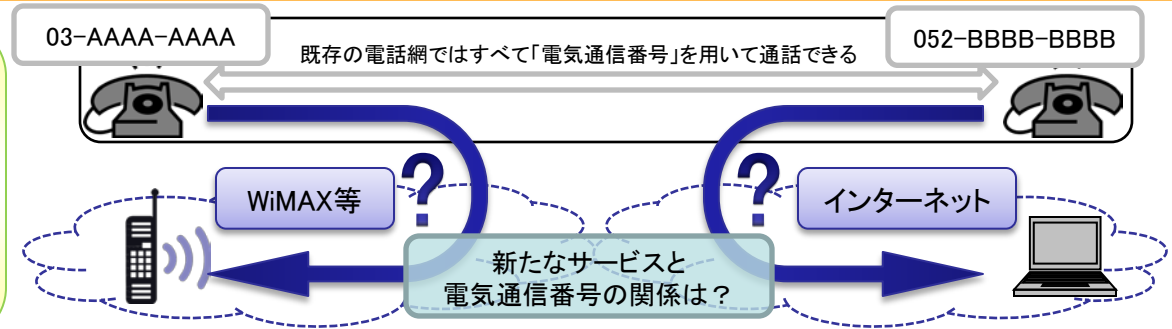 03-AAAA-AAAA
052-BBBB-BBBB
既存の電話網ではすべて「電気通信番号」を用いて通話できる
WiMAX等
?
?
インターネット
新たなサービスと
電気通信番号の関係は?